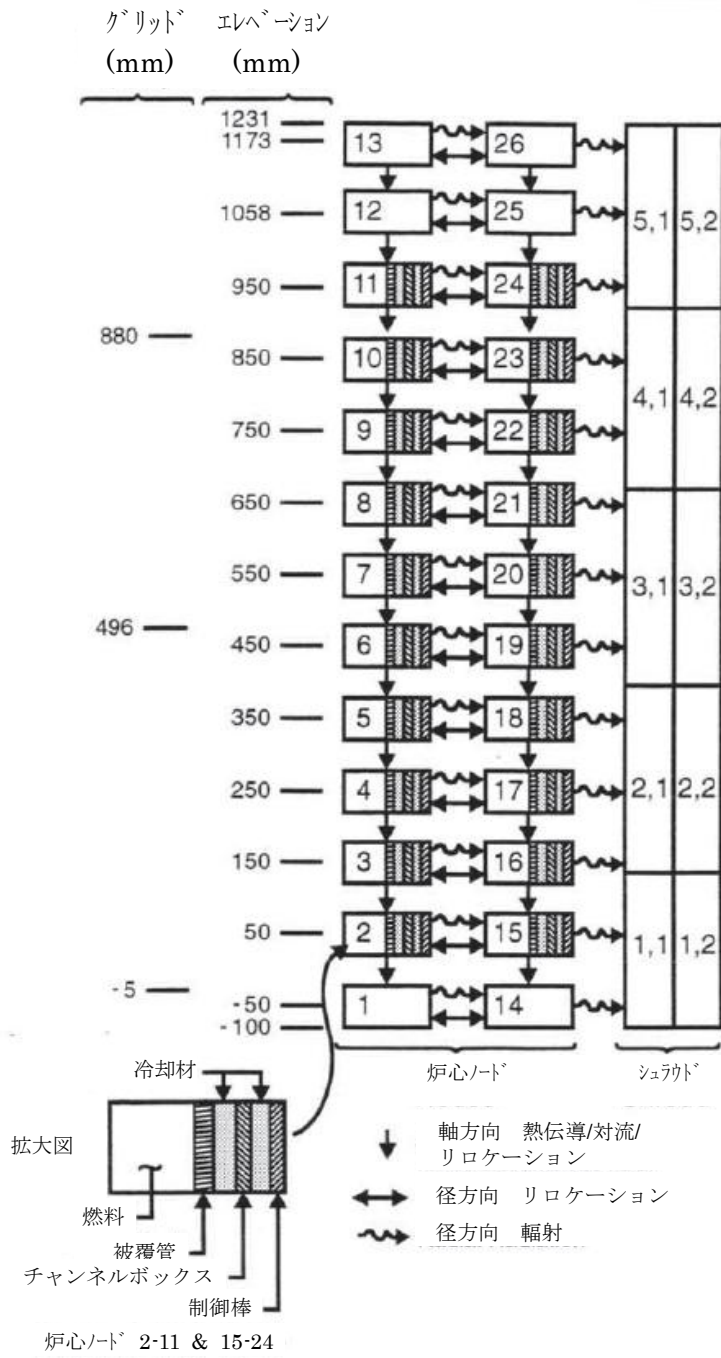 グリッド エレベーション
(mm) (mm)
1231
1173
13 26
1058
12 25
5,1 5,2
950
11 24
880
850
10 23
4,1 4,2
750
9 22
650
8 21
550
7 20
3,1 3,2
496
450
6 19
350
5 18
250
4 17
2,1 2,2
150
3 16
50
2 15
1,1 1,2
-5
-50
1 14
-100
炉心ノード シュラウド
冷却材
拡大図
燃料
被覆管
チャンネルボックス
制御棒
炉心ノード 2-11 & 15-24
軸方向 熱伝導/対流/
リロケーション
径方向 リロケーション
径方向 輻射